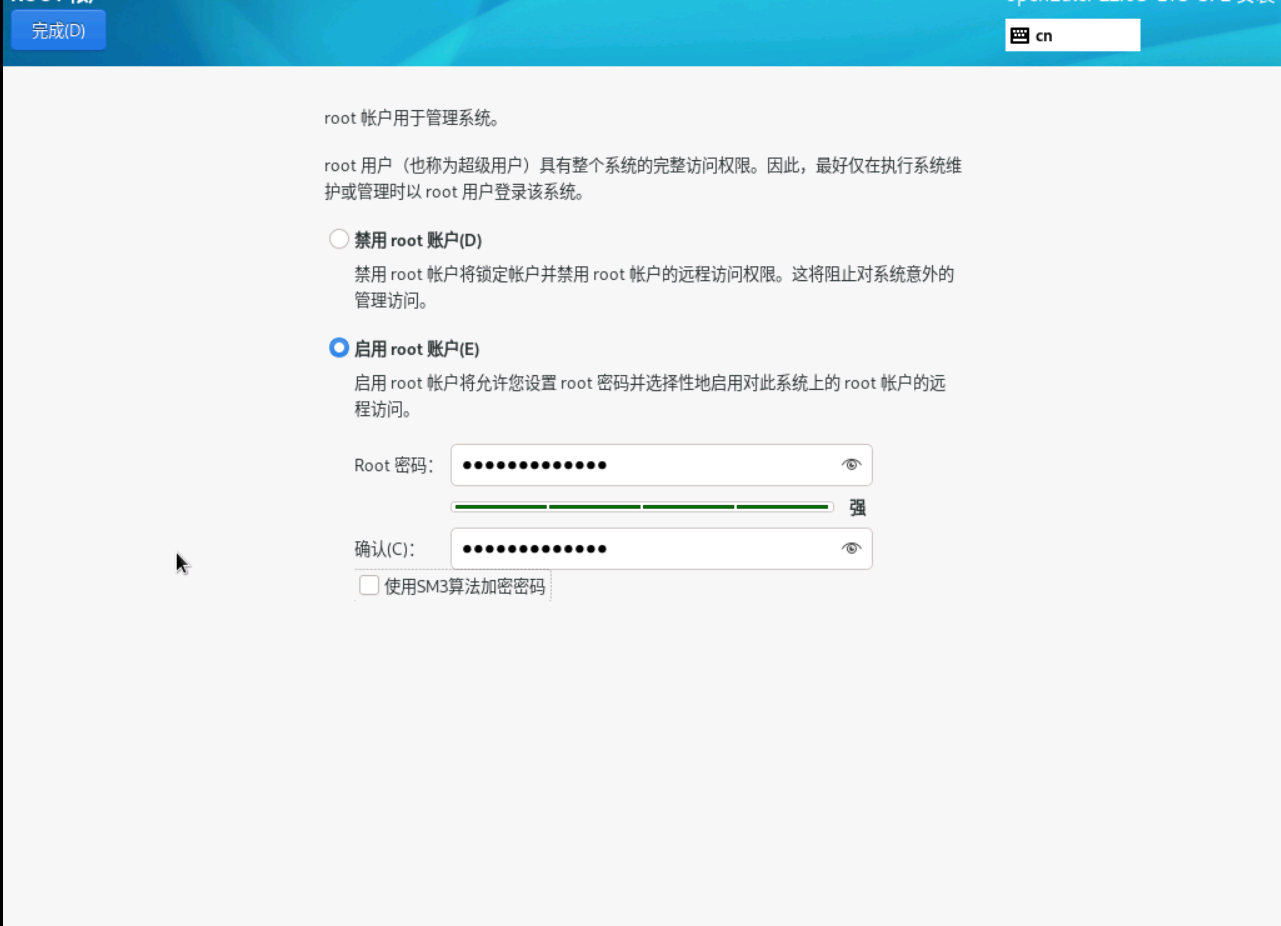 完成(D)
cn
root 帐户用于管理系统。
root 用户（也称为超级用户）具有整个系统的完整访问权限。因此，最好仅在执行系统维
护或管理时以 root 用户登录该系统。
禁用 root 账户(D)
禁用 root 帐户将锁定帐户并禁用 root 帐户的远程访问权限。这将阻止对系统意外的
管理访问。
启用 root 账户(E)
启用 root 帐户将允许您设置 root 密码并选择性地启用对此系统上的 root 帐户的远
程访问。
Root 密码：
强
确认(C)：
使用SM3算法加密密码